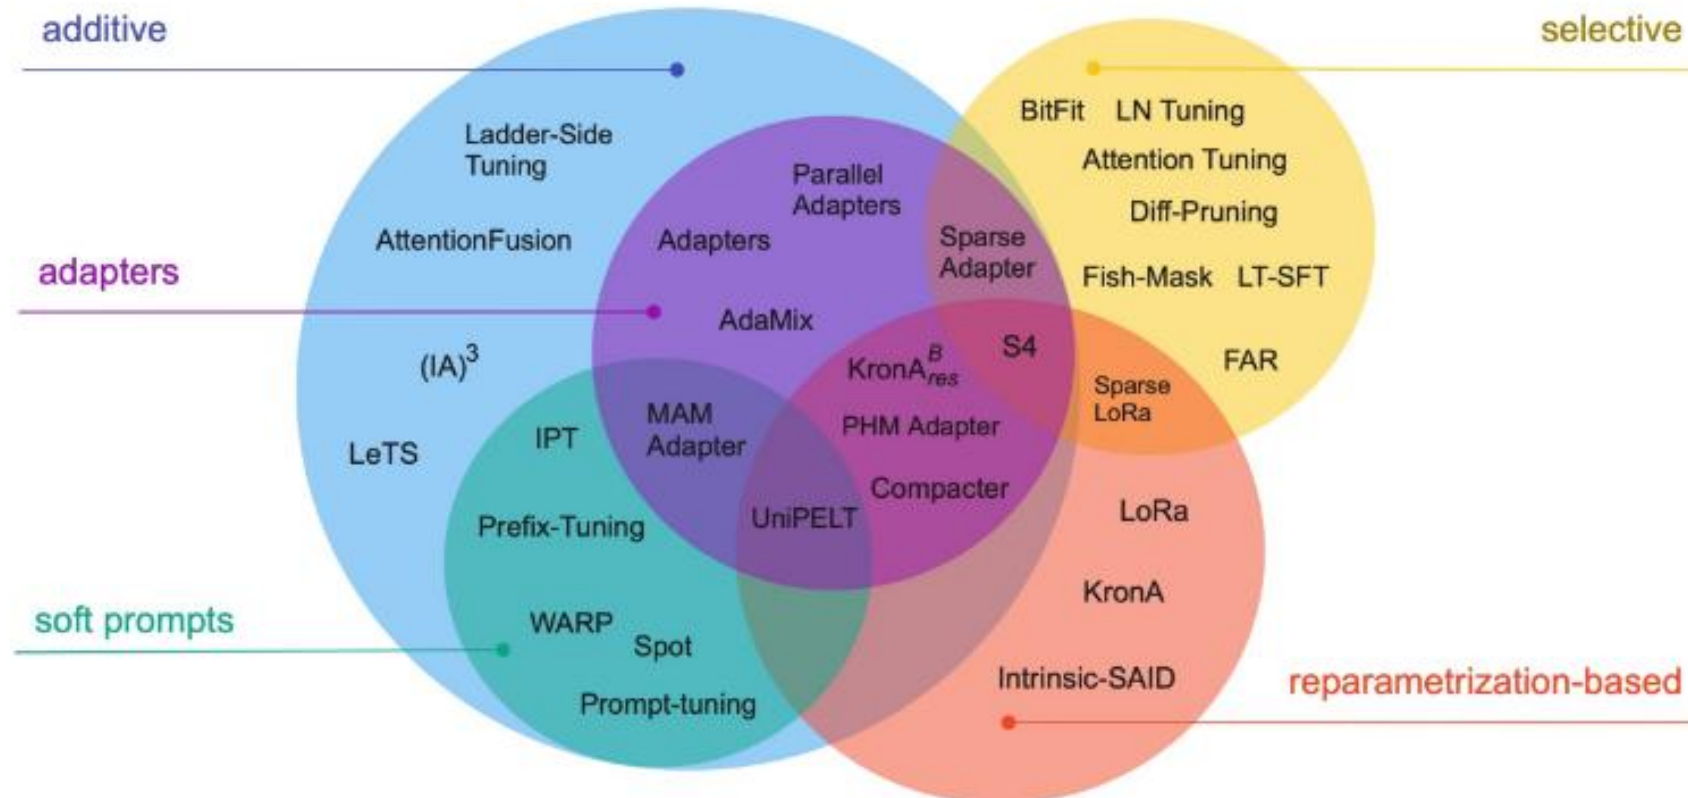 additive
selective
BitFit LN Tuning
Ladder-Side
Tuning
Attention Tuning
Parallel
Adapters
Diff-Pruning
AttentionFusion
Adapters
Sparse
Adapter
adapters
Fish-Mask LT-SFT
AdaMix
S4
(IA)³
KronA^B_res
FAR
Sparse
LoRa
MAM
Adapter
IPT
PHM Adapter
LeTS
Compacter
LoRa
UniPELT
Prefix-Tuning
KronA
soft prompts
WARP
Spot
Intrinsic-SAID
reparametrization-based
Prompt-tuning